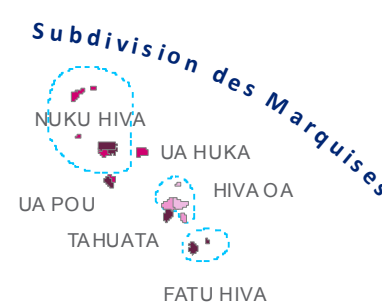 Subdivision des Marquises
NUKU HIVA
UA HUKA
HIVA OA
UA POU
TAHUATA
FATU HIVA